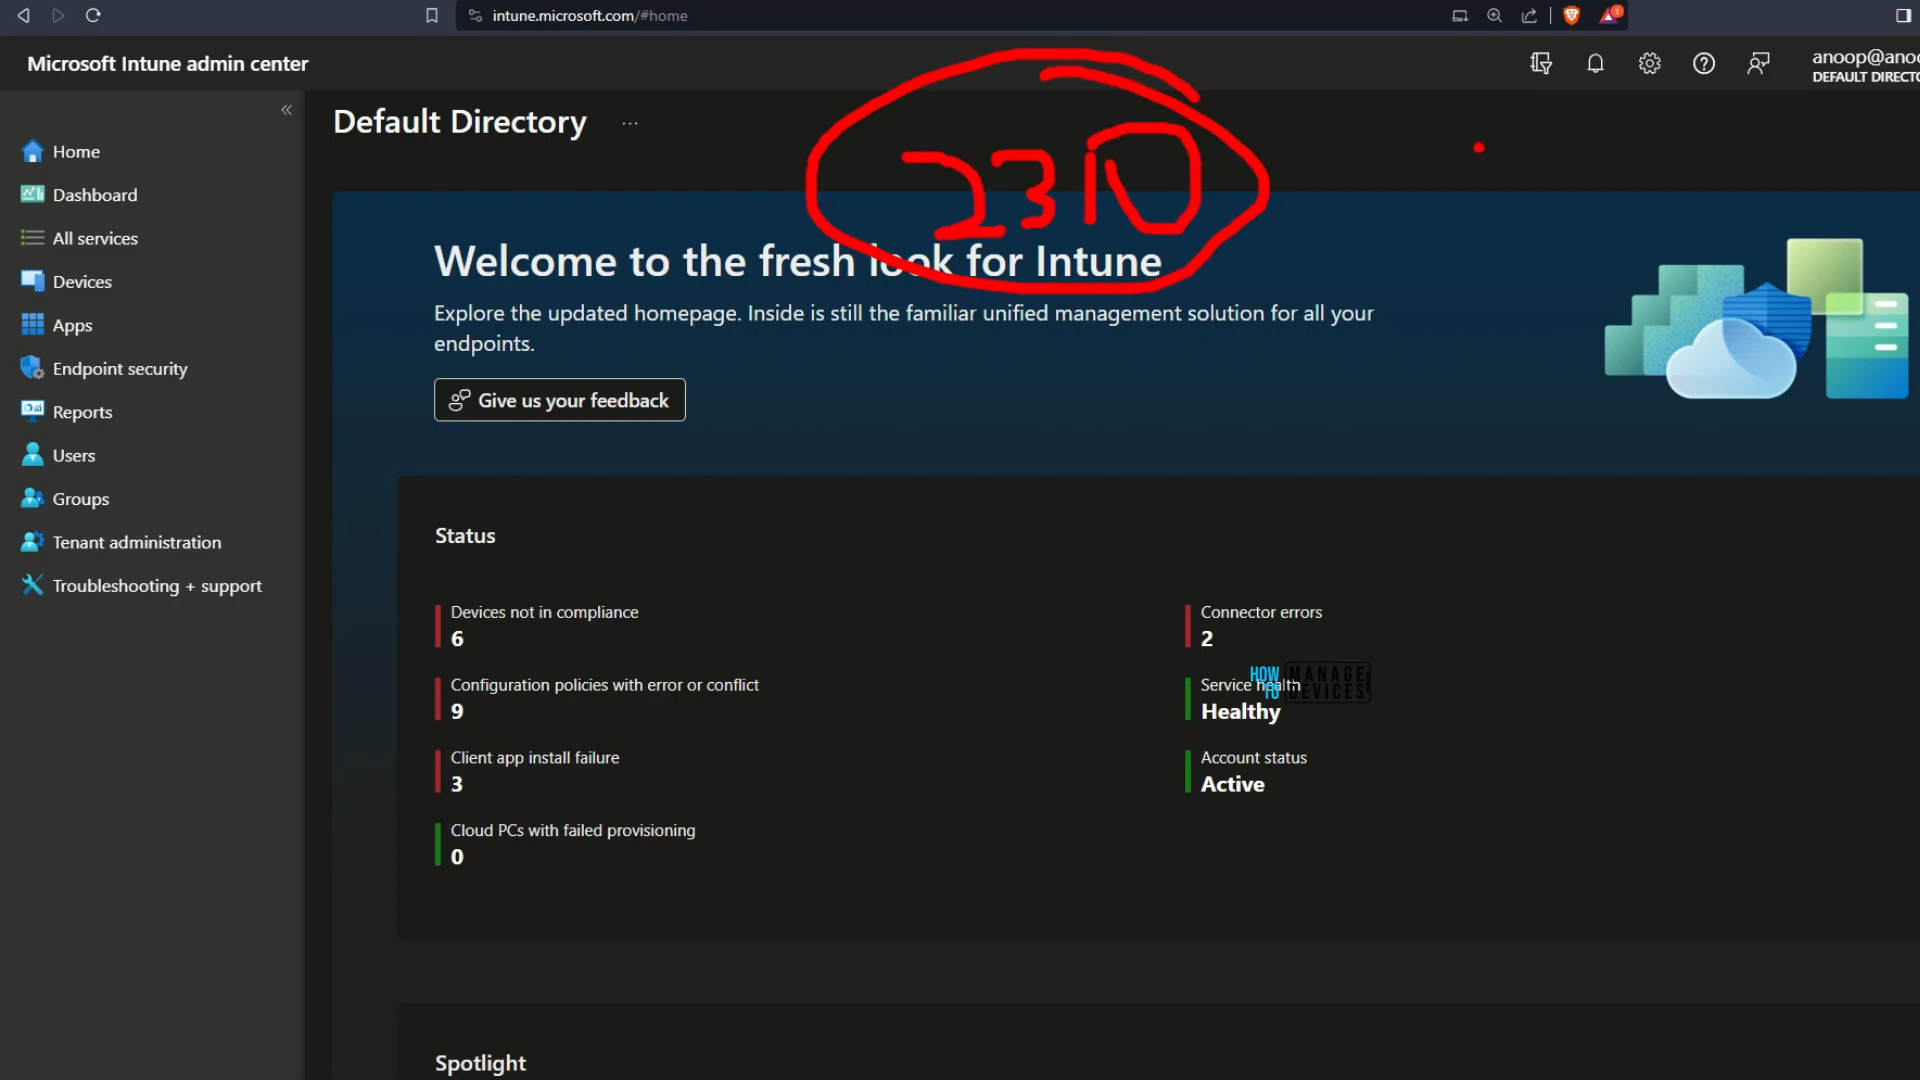 intune.microsoft.com/#home
1
Microsoft Intune admin center
anoop@anoo
DEFAULT DIRECTO
Home
Dashboard
All services
Devices
Apps
Endpoint security
Reports
Users
Groups
Tenant administration
Troubleshooting + support
Default Directory ...
2310
Welcome to the fresh look for Intune
Explore the updated homepage. Inside is still the familiar unified management solution for all your
endpoints.
Give us your feedback
Status
Devices not in compliance
6
Configuration policies with error or conflict
9
Client app install failure
3
Cloud PCs with failed provisioning
0
Connector errors
2
Service health
Healthy
Account status
Active
HOW TO MANAGE DEVICES
Spotlight